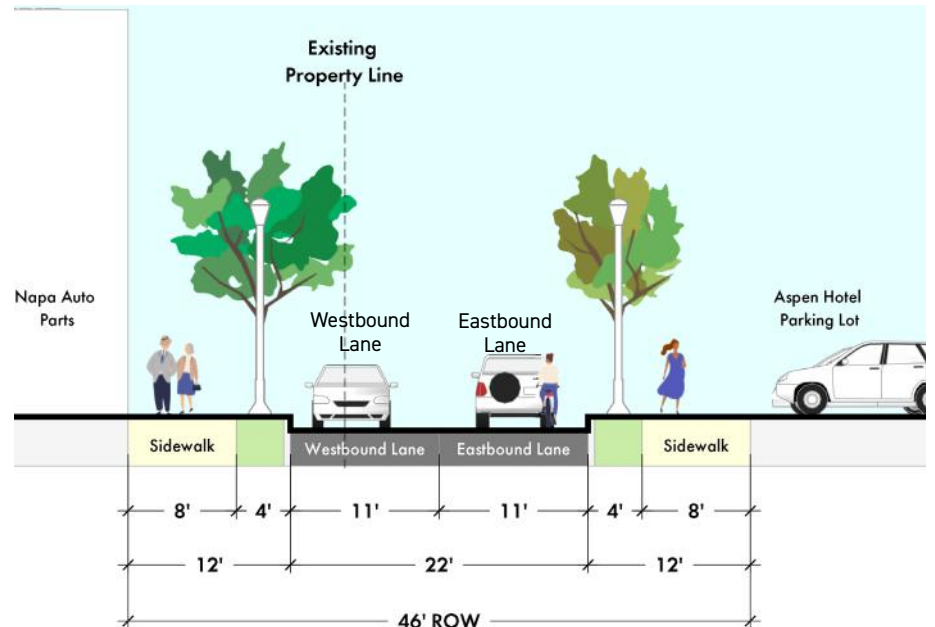 Existing
Property Line
Napa Auto
Parts
Westbound
Lane
Eastbound
Lane
Aspen Hotel
Parking Lot
Sidewalk
Westbound Lane
Eastbound Lane
Sidewalk
8'
4'
11'
11'
4'
8'
12'
22'
12'
46' ROW